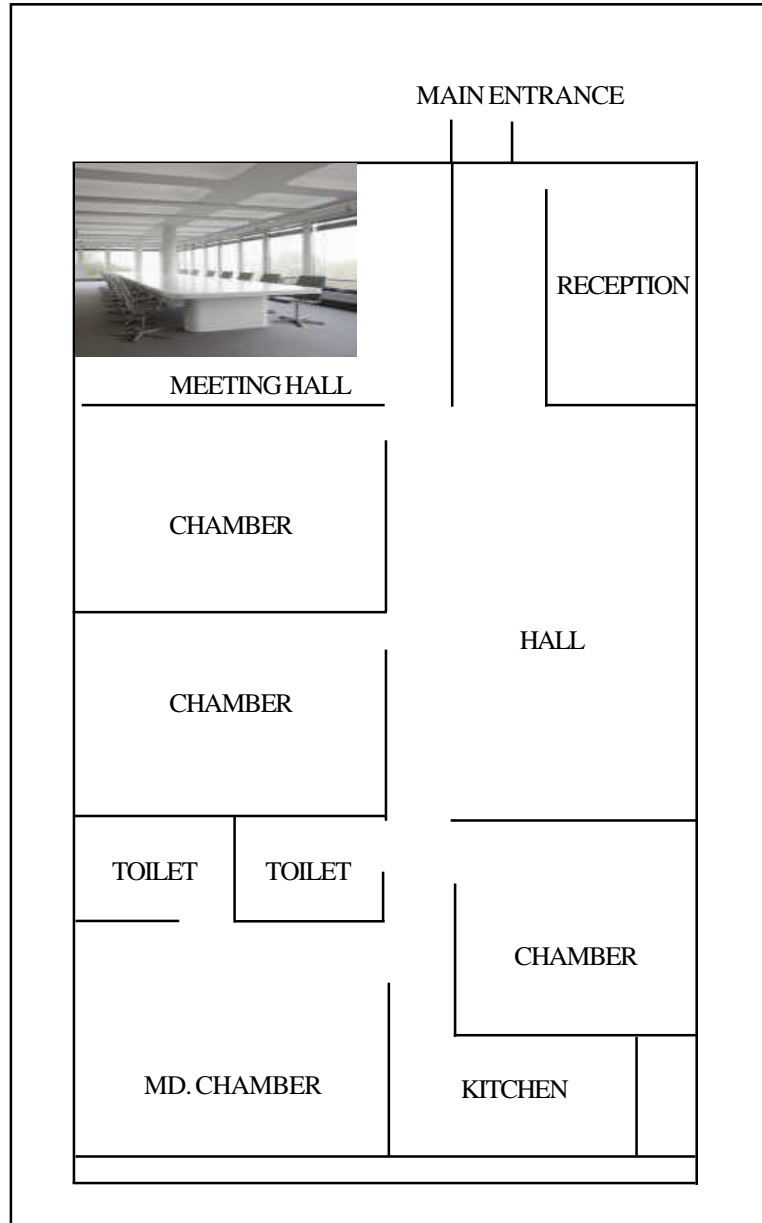 MAIN ENTRANCE
RECEPTION
MEETING HALL
CHAMBER
HALL
CHAMBER
TOILET
TOILET
CHAMBER
MD. CHAMBER
KITCHEN